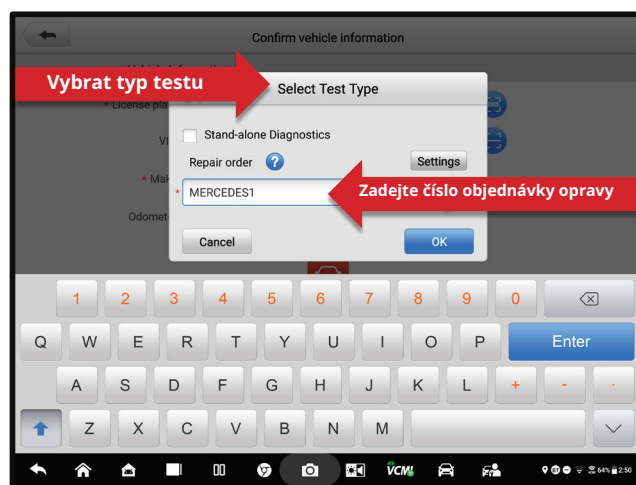 Confirm vehicle information
Vybrat typ testu
Select Test Type
* License pla
Stand-alone Diagnostics
VI
Repair order ? Settings
* Mak
* MERCEDES1
Zadejte číslo objednávky opravy
Odomet
Cancel OK
1 2 3 4 5 6 7 8 9 0
Q W E R T Y U I O P Enter
A S D F G H J K L + - ·
Z X C V B N M
VCMI 64% 2:50